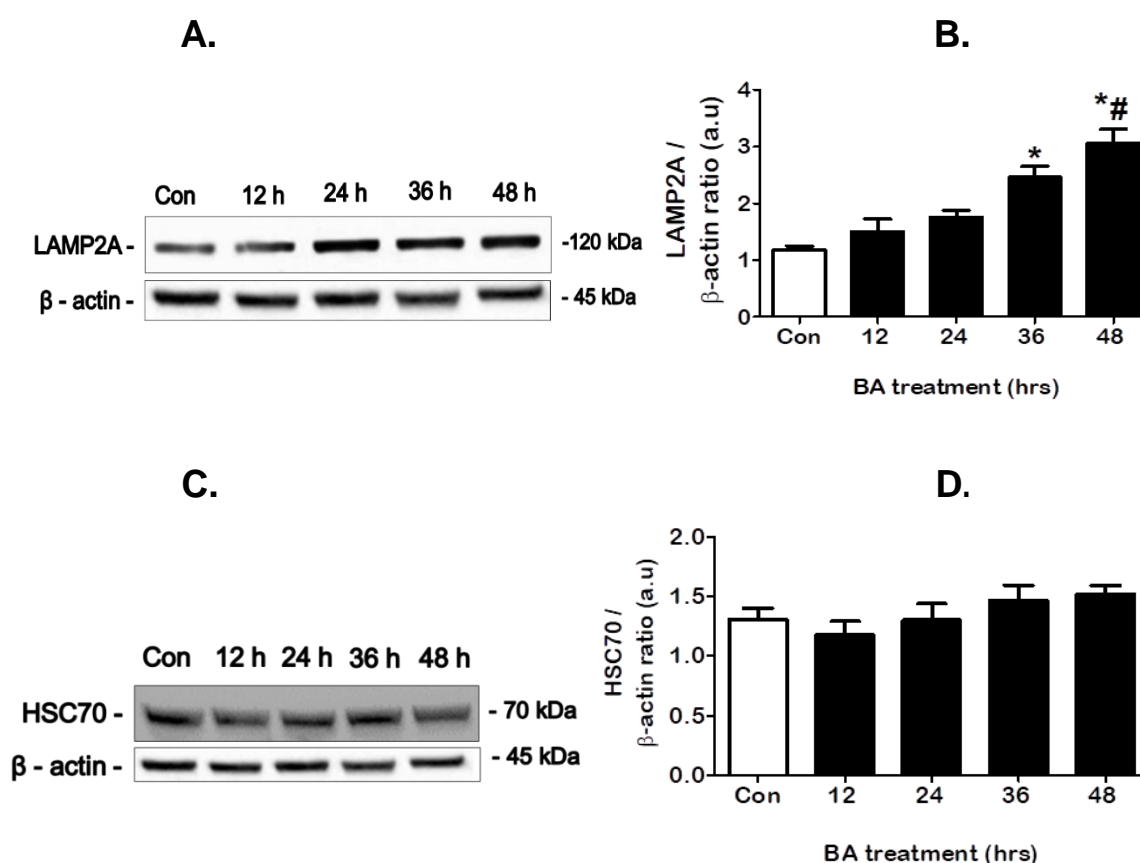 A.
Con 12 h 24 h 36 h 48 h
LAMP2A - -120 kDa
β - actin - - 45 kDa
B.
LAMP2A /
β-actin ratio (a.u)
4
3
2
1
0
*
*#
Con 12 24 36 48
BA treatment (hrs)
C.
Con 12 h 24 h 36 h 48 h
HSC70 - - 70 kDa
β - actin - - 45 kDa
D.
HSC70 /
β-actin ratio (a.u)
2.0
1.5
1.0
0.5
0.0
Con 12 24 36 48
BA treatment (hrs)